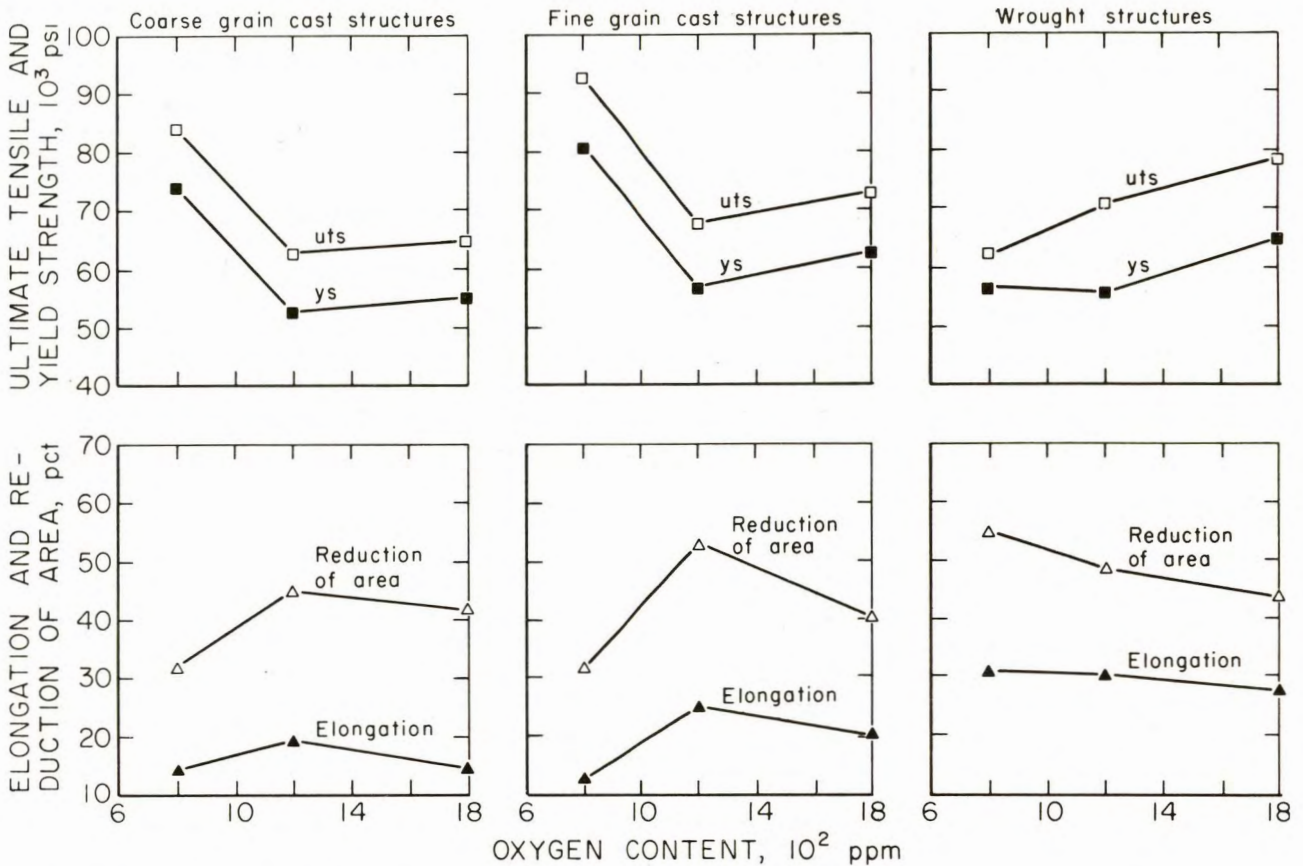 Coarse grain cast structures
Fine grain cast structures
Wrought structures
ULTIMATE TENSILE AND
YIELD STRENGTH, 10³ psi
100
90
80
70
60
50
40
uts
ys
uts
ys
uts
ys
ELONGATION AND RE-
DUCTION OF AREA, pct
70
60
50
40
30
20
10
Reduction
of area
Elongation
Reduction
of area
Elongation
Reduction
of area
Elongation
6 10 14 18
6 10 14 18
6 10 14 18
OXYGEN CONTENT, 10² ppm